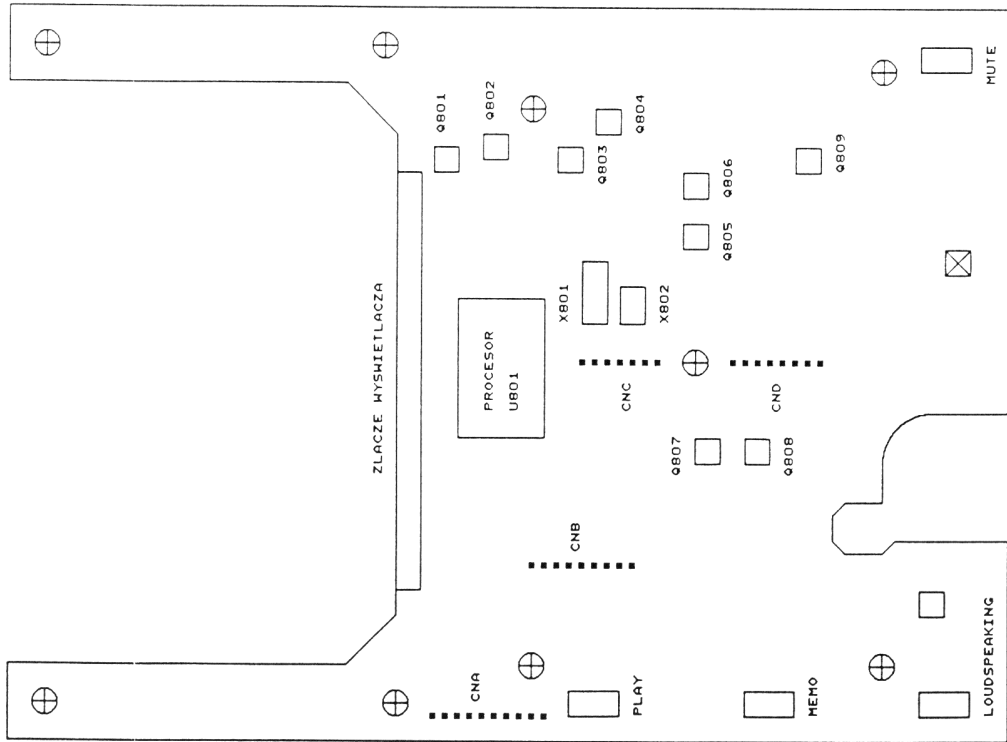 ZLACZE WYSWIETLACZA
Q801
Q802
Q803
Q804
Q805
Q806
Q809
MUTE
PROCESOR
U801
X801
X802
CNC
CND
Q807
Q808
CNB
CNA
PLAY
MEMO
LOUDSPEAKING